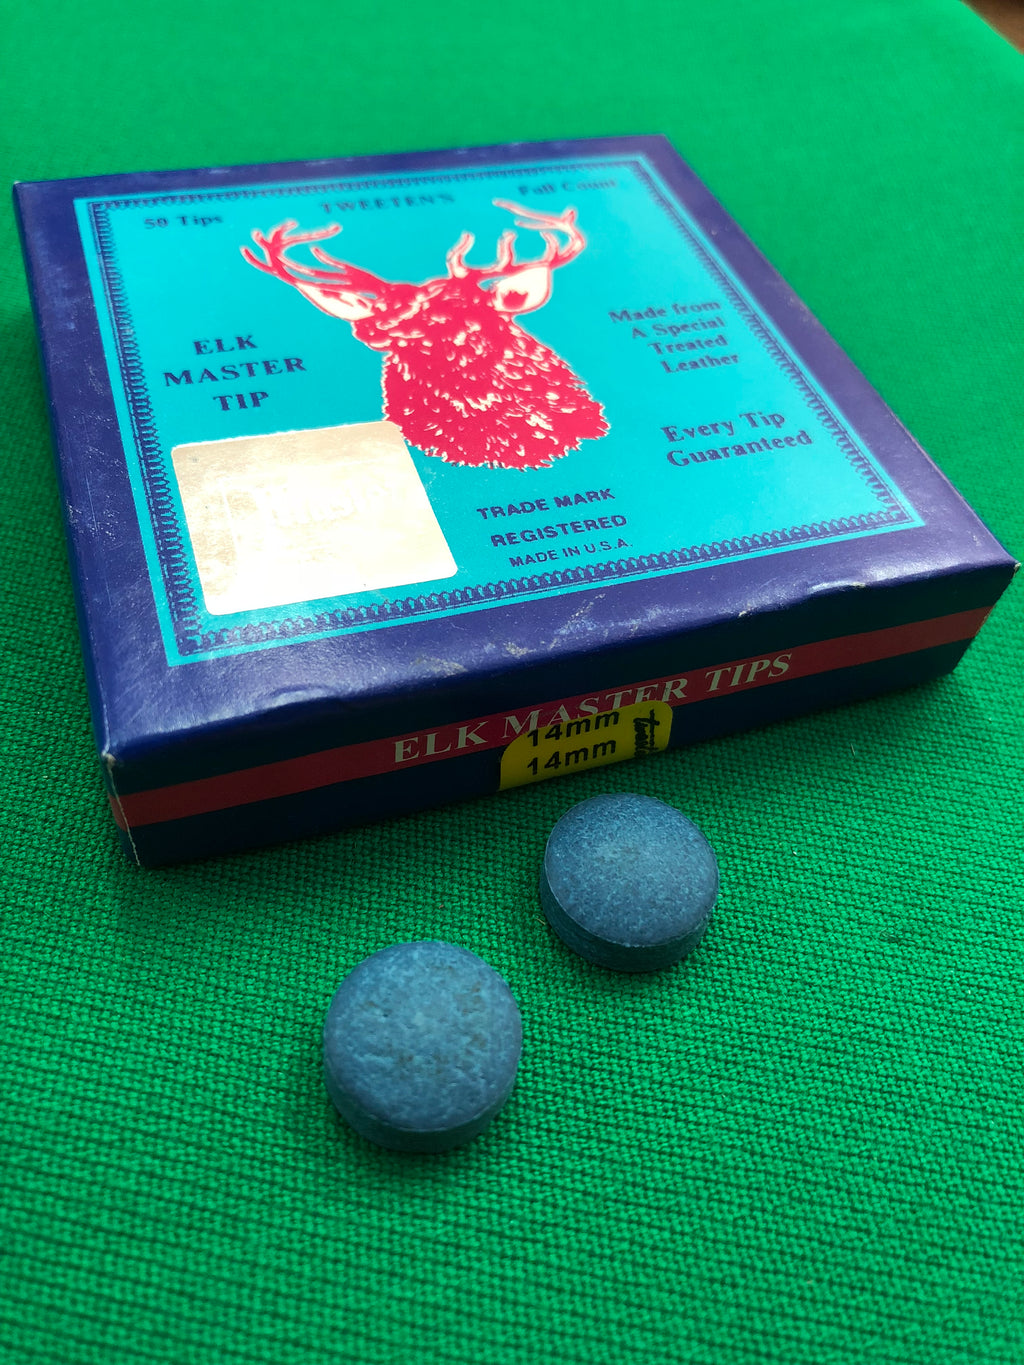 50 Tips
TWEETEN'S
Full Count
ELK
MASTER
TIP
Made from
A Special
Treated
Leather
Every Tip
Guaranteed
TRADE MARK
REGISTERED
MADE IN U.S.A.
ELK MASTER TIPS
14mm
14mm